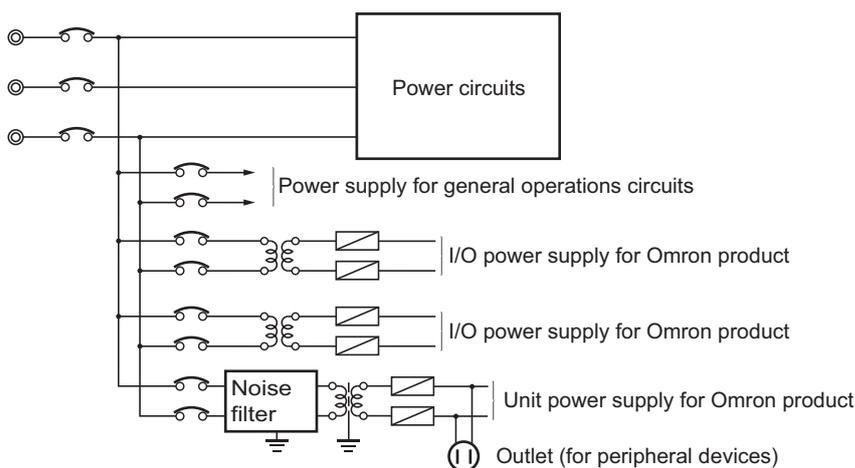 Power circuits
Power supply for general operations circuits
I/O power supply for Omron product
I/O power supply for Omron product
Noise
filter
Unit power supply for Omron product
Outlet (for peripheral devices)